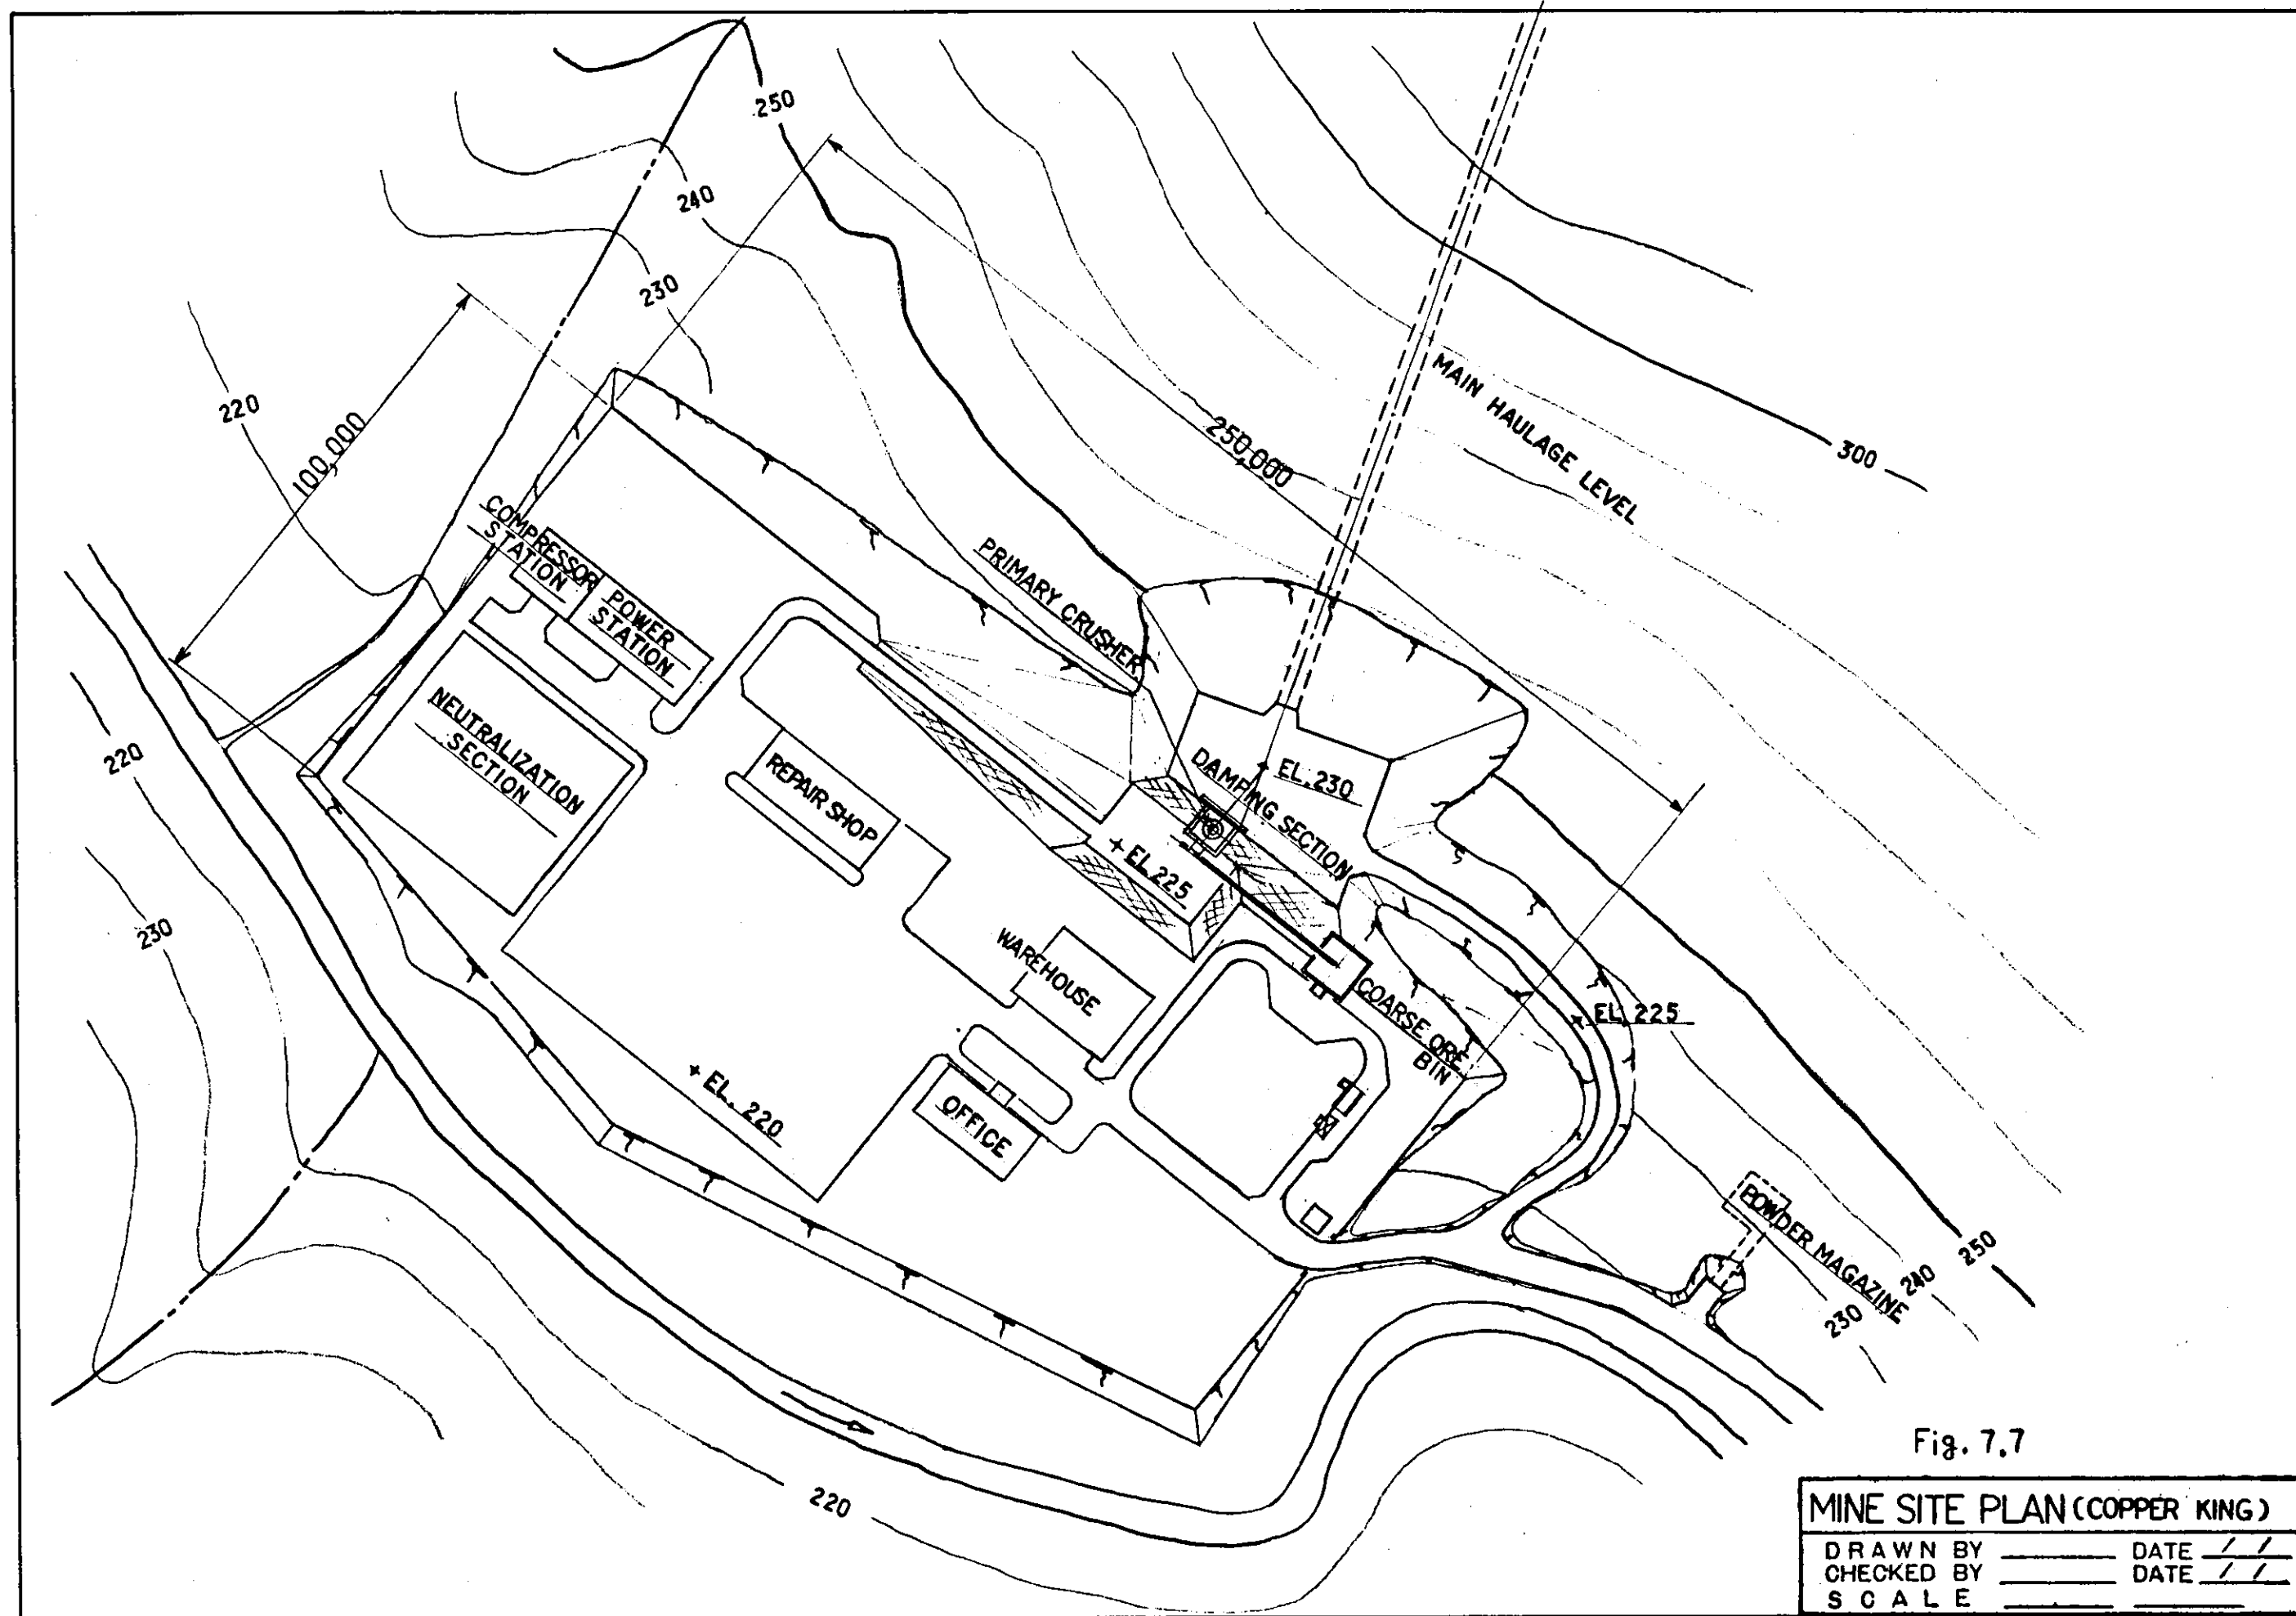 250
240
230
220
100,000
250,000
MAIN HAULAGE LEVEL
300
COMPRESSOR
STATION
POWER
STATION
PRIMARY CRUSHER
NEUTRALIZATION
SECTION
REPAIR SHOP
DAMPING SECTION
EL.230
EL.225
220
230
WAREHOUSE
COARSE ORE
BIN
EL. 225
EL. 220
OFFICE
POWDER MAGAZINE
250
240
230
220
Fig. 7.7
MINE SITE PLAN (COPPER KING)
DRAWN BY DATE / /
CHECKED BY DATE / /
SCALE